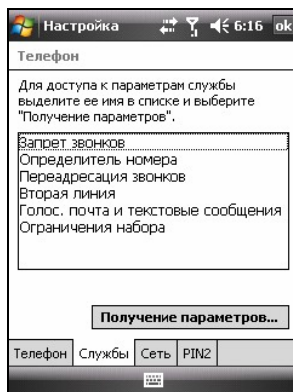 Настройка 6:16 ok
Телефон
Для доступа к параметрам службы
выделите ее имя в списке и выберите
"Получение параметров".
Запрет звонков
Определитель номера
Переадресация звонков
Вторая линия
Голос. почта и текстовые сообщения
Ограничения набора
Получение параметров...
Телефон Службы Сеть PIN2